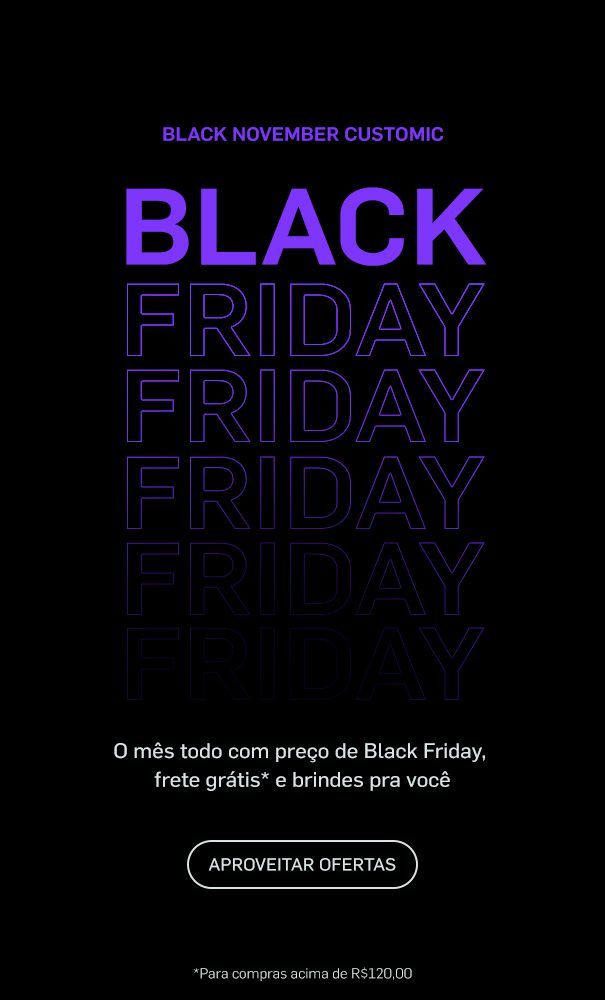 BLACK NOVEMBER CUSTOMIC
BLACK
FRIDAY
FRIDAY
FRIDAY
FRIDAY
FRIDAY
O mês todo com preço de Black Friday,
frete grátis* e brindes pra você
APROVEITAR OFERTAS
*Para compras acima de R$120,00